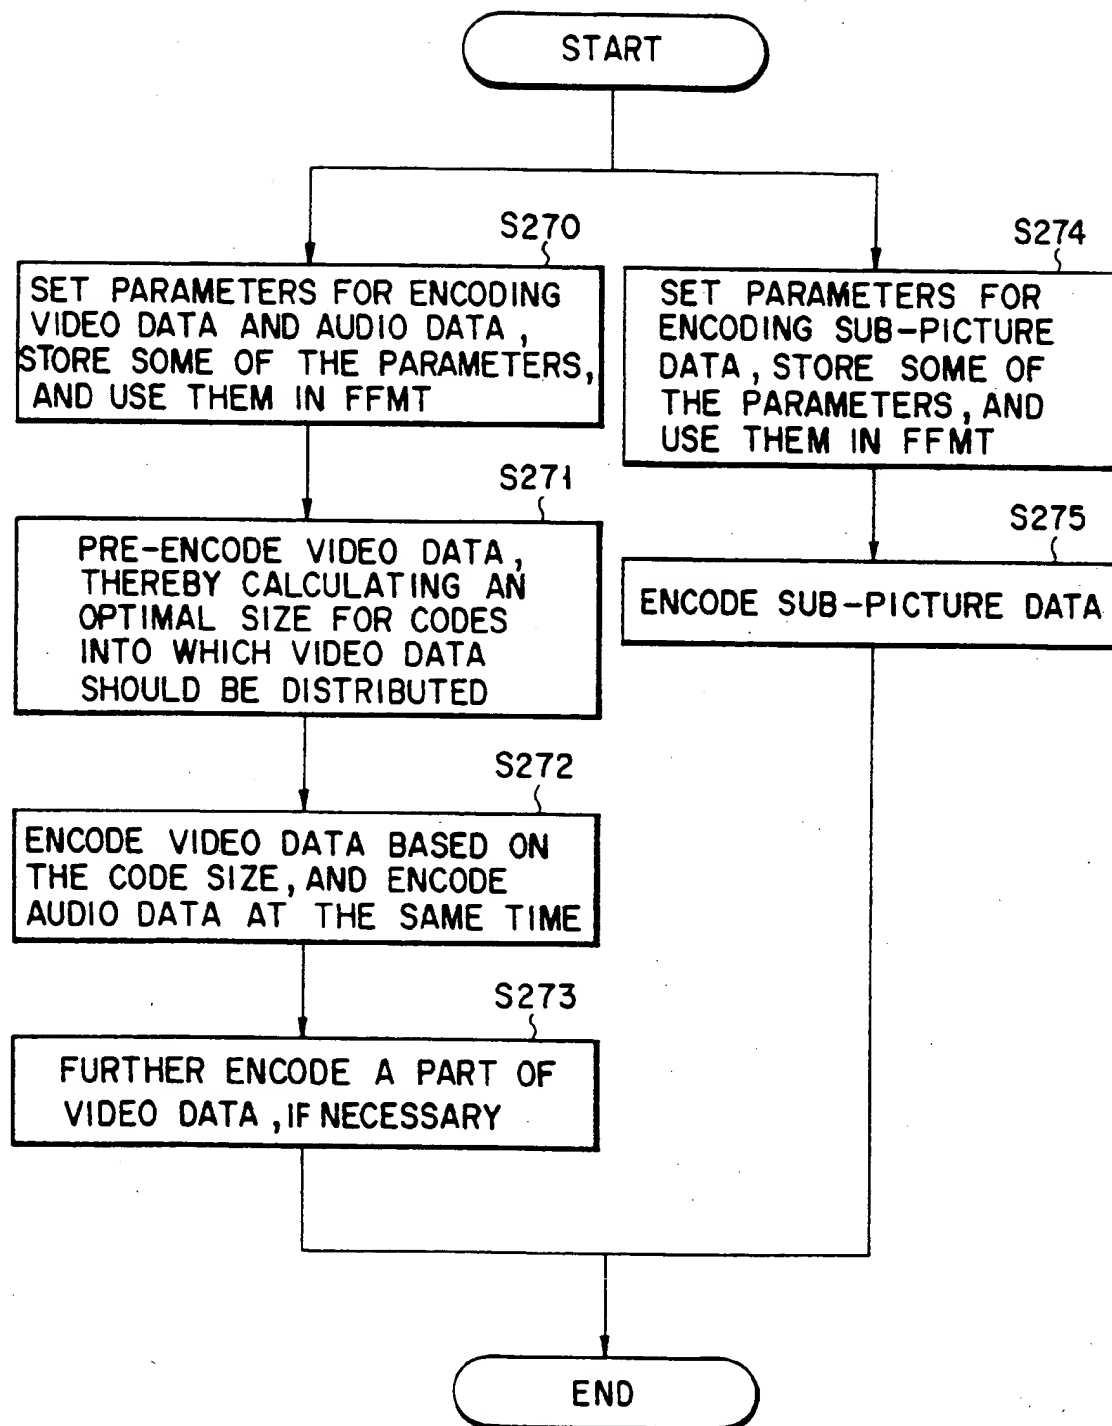 START
S270
SET PARAMETERS FOR ENCODING
VIDEO DATA AND AUDIO DATA,
STORE SOME OF THE PARAMETERS,
AND USE THEM IN FFMT
S271
PRE-ENCODE VIDEO DATA,
THEREBY CALCULATING AN
OPTIMAL SIZE FOR CODES
INTO WHICH VIDEO DATA
SHOULD BE DISTRIBUTED
S272
ENCODE VIDEO DATA BASED ON
THE CODE SIZE, AND ENCODE
AUDIO DATA AT THE SAME TIME
S273
FURTHER ENCODE A PART OF
VIDEO DATA, IF NECESSARY
S274
SET PARAMETERS FOR
ENCODING SUB-PICTURE
DATA, STORE SOME OF
THE PARAMETERS, AND
USE THEM IN FFMT
S275
ENCODE SUB-PICTURE DATA
END